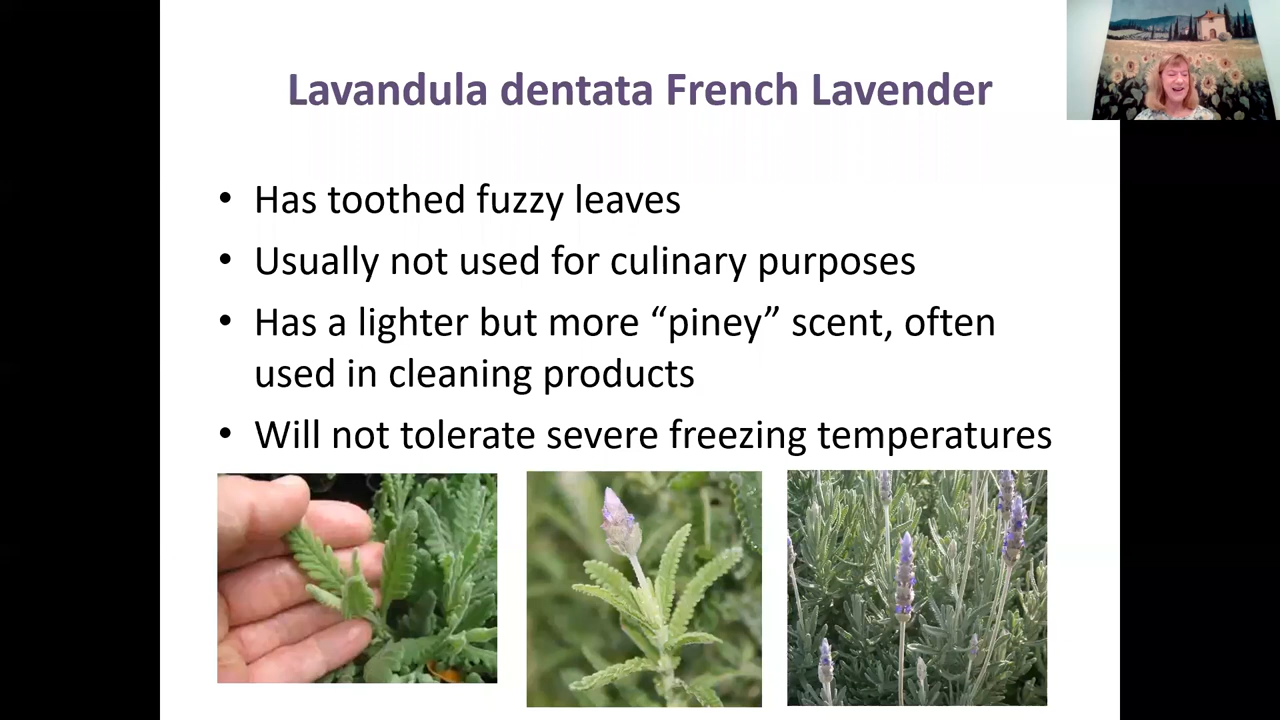 Lavandula dentata French Lavender
• Has toothed fuzzy leaves
• Usually not used for culinary purposes
• Has a lighter but more “piney” scent, often
used in cleaning products
• Will not tolerate severe freezing temperatures